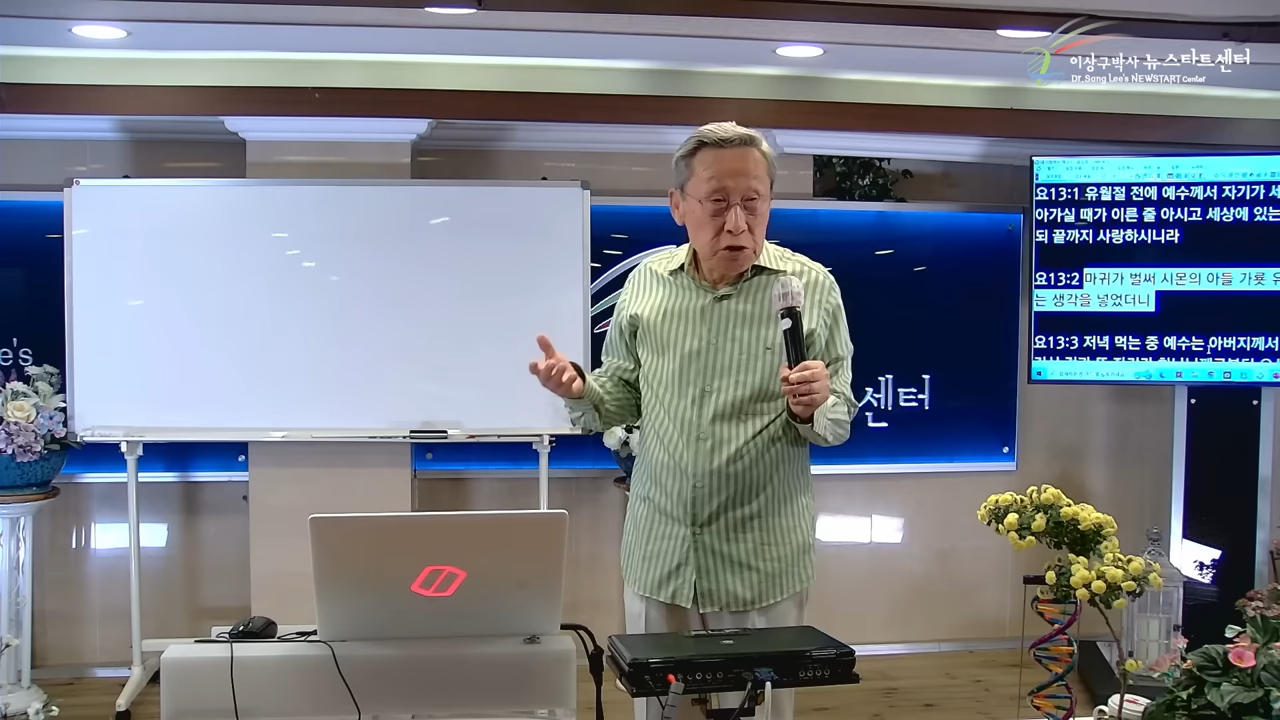 이상구박사 뉴스타트센터
Dr. Sang Lee's NEWSTART Center
요13:1 유월절 전에 예수께서 자기가 세
아가실 때가 이른 줄 아시고 세상에 있는
되 끝까지 사랑하시니라
요13:2 마귀가 벌써 시몬의 아들 가룟 유
는 생각을 넣었더니
요13:3 저녁 먹는 중 예수는 아버지께서
e's
센터